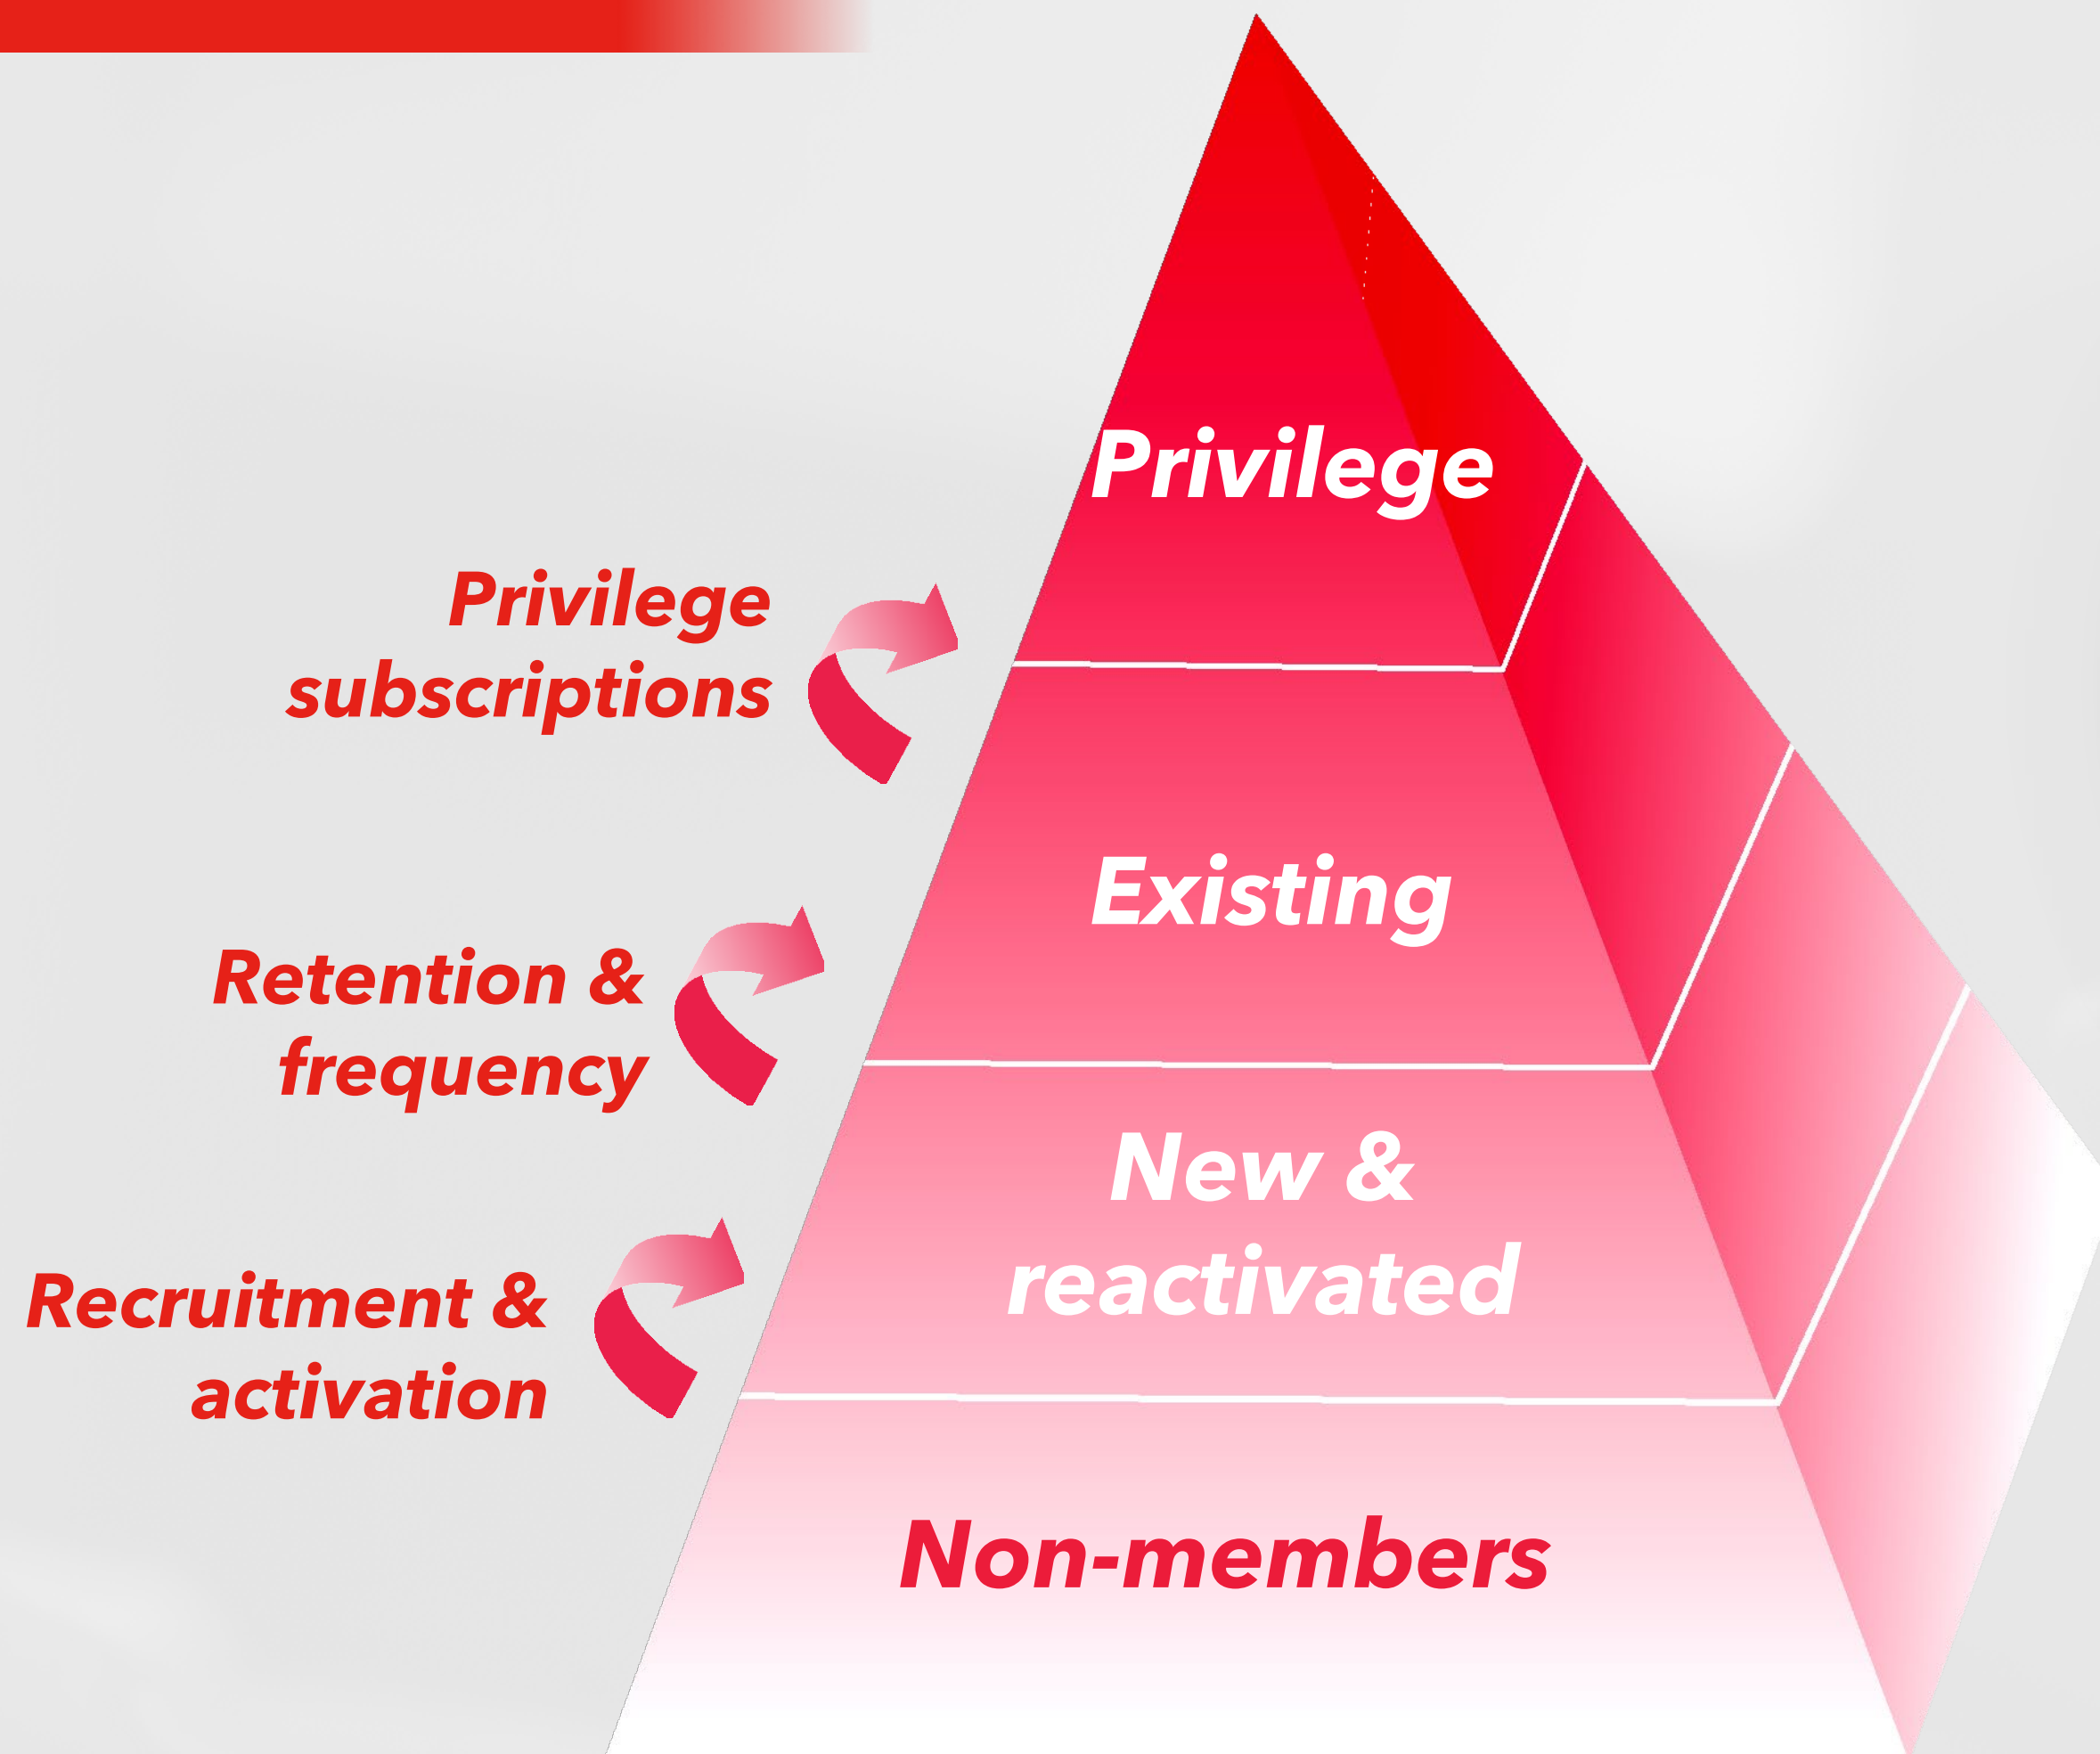 Privilege
Privilege
subscriptions
Existing
Retention &
frequency
New &
reactivated
Recruitment &
activation
Non-members